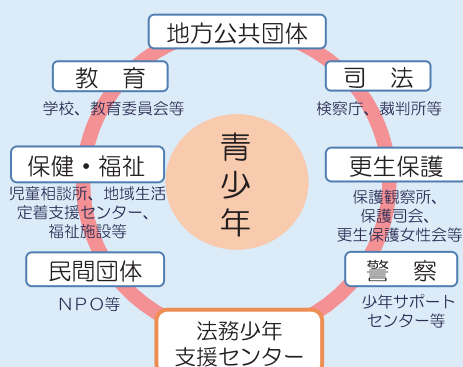 地方公共団体
教　育
学校、教育委員会等
司　法
検察庁、裁判所等
青少年
保健・福祉
児童相談所、地域生活
定着支援センター、
福祉施設等
更生保護
保護観察所、
保護司会、
更生保護女性会等
民間団体
ＮＰＯ等
警　察
少年サポート
センター等
法務少年
支援センター